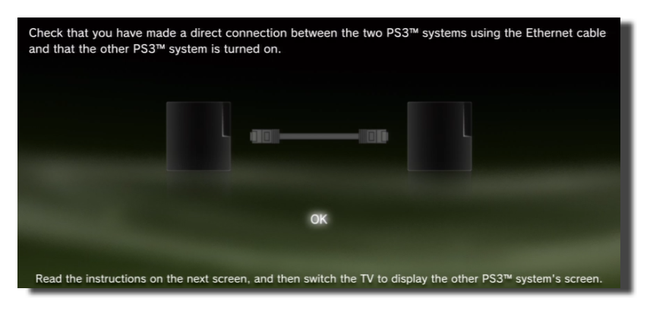 Check that you have made a direct connection between the two PS3™ systems using the Ethernet cable
and that the other PS3™ system is turned on.
OK
Read the instructions on the next screen, and then switch the TV to display the other PS3™ system's screen.